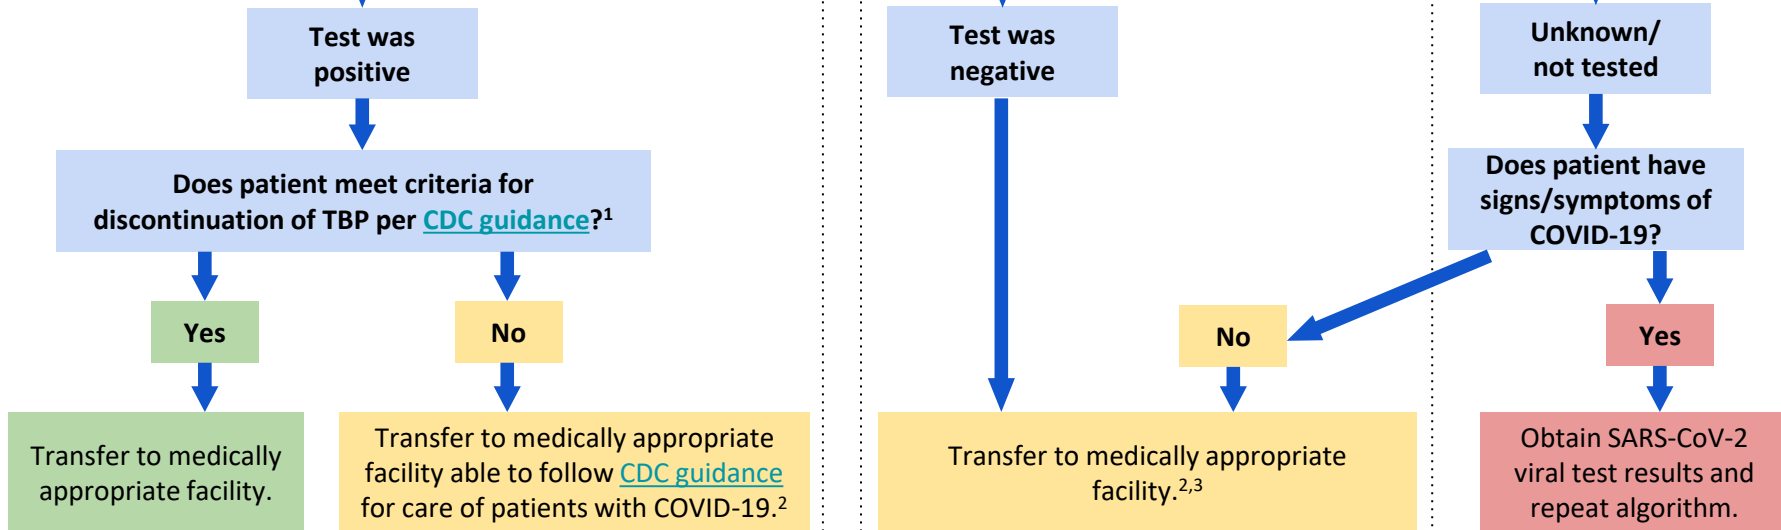 Test was
positive
Test was
negative
Unknown/
not tested
Does patient meet criteria for
discontinuation of TBP per CDC guidance?¹
Does patient have
signs/symptoms of
COVID-19?
Yes
No
No
Yes
Transfer to medically
appropriate facility.
Transfer to medically appropriate
facility able to follow CDC guidance
for care of patients with COVID-19.²
Transfer to medically appropriate
facility.²,³
Obtain SARS-CoV-2
viral test results and
repeat algorithm.